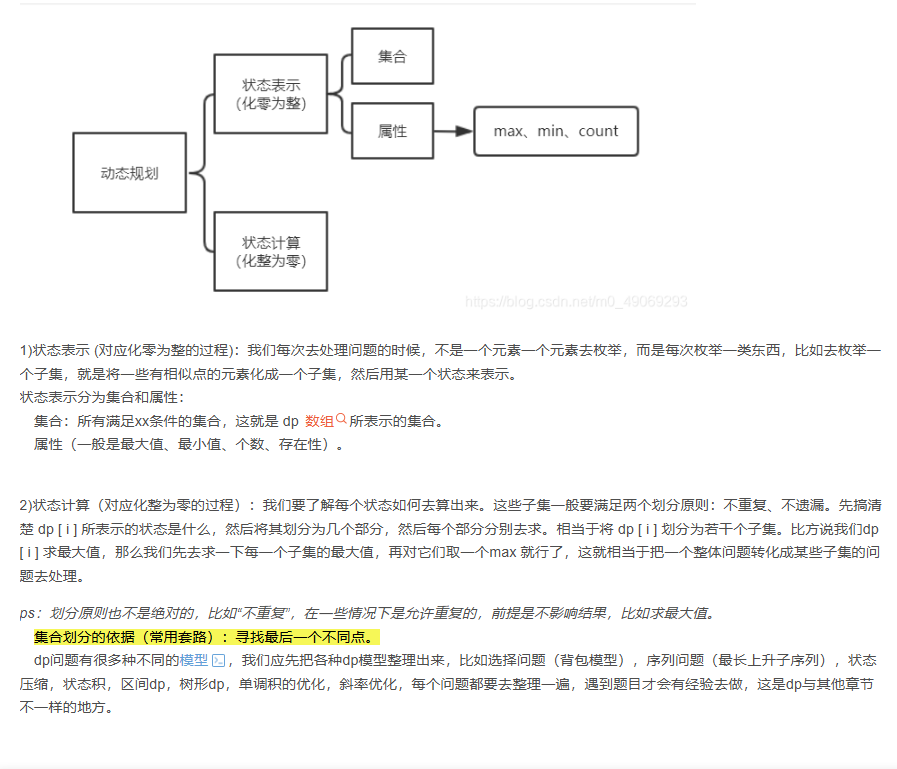 集合
状态表示
（化零为整）
属性
max、min、count
动态规划
状态计算
（化整为零）
https://blog.csdn.net/m0_49069293
1)状态表示 (对应化零为整的过程)：我们每次去处理问题的时候，不是一个元素一个元素去枚举，而是每次枚举一类东西，比如去枚举一
个子集，就是将一些有相似点的元素化成一个子集，然后用某一个状态来表示。
状态表示分为集合和属性：
集合：所有满足xx条件的集合，这就是 dp 数组所表示的集合。
属性（一般是最大值、最小值、个数、存在性）。
2)状态计算（对应化整为零的过程）：我们要了解每个状态如何去算出来。这些子集一般要满足两个划分原则：不重复、不遗漏。先搞清
楚 dp [ i ] 所表示的状态是什么，然后将其划分为几个部分，然后每个部分分别去求。相当于将 dp [ i ] 划分为若干个子集。比方说我们dp
[ i ] 求最大值，那么我们先去求一下每一个子集的最大值，再对它们取一个max 就行了，这就相当于把一个整体问题转化成某些子集的问
题去处理。
ps：划分原则也不是绝对的，比如“不重复”，在一些情况下是允许重复的，前提是不影响结果，比如求最大值。
集合划分的依据（常用套路）：寻找最后一个不同点。
dp问题有很多种不同的模型，我们应先把各种dp模型整理出来，比如选择问题（背包模型），序列问题（最长上升子序列），状态
压缩，状态积，区间dp，树形dp，单调积的优化，斜率优化，每个问题都要去整理一遍，遇到题目才会有经验去做，这是dp与其他章节
不一样的地方。